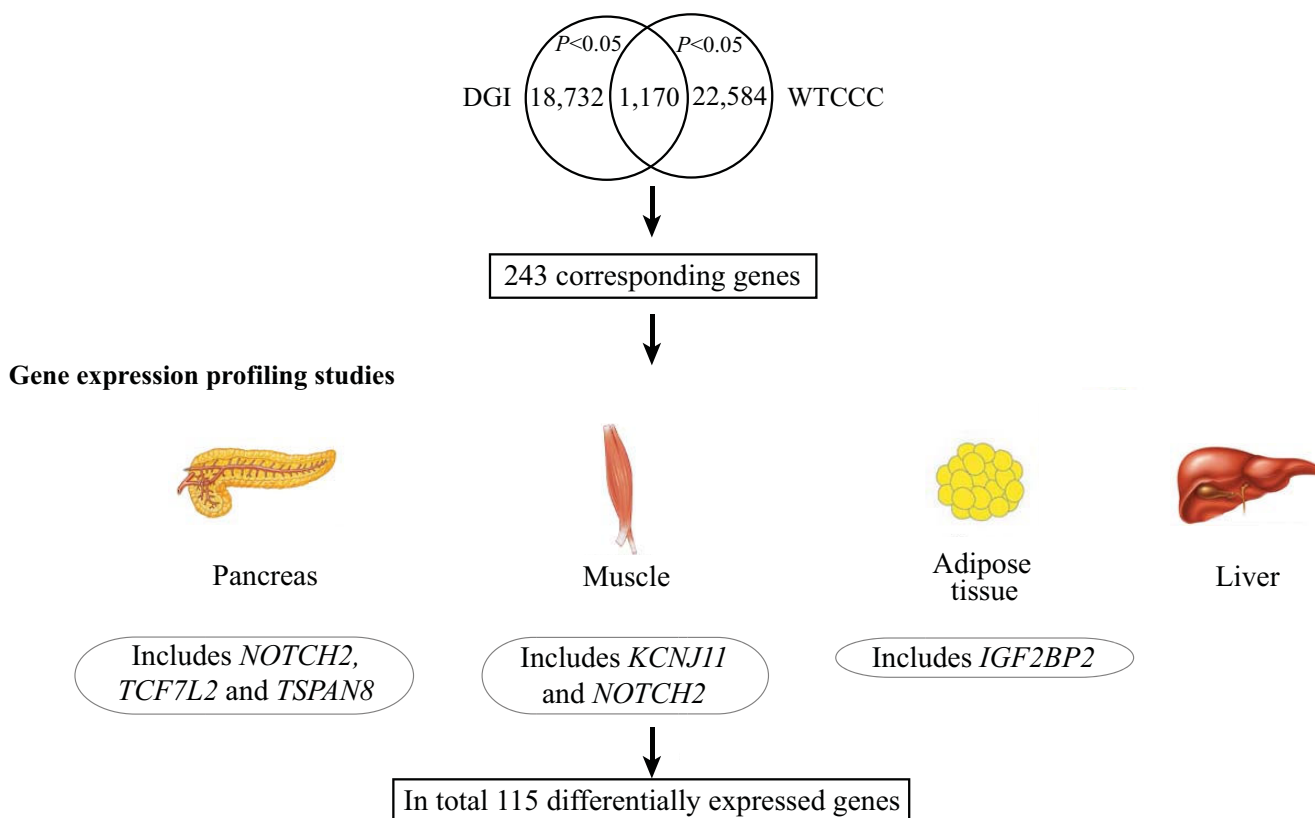 P<0.05 P<0.05
DGI 18,732 1,170 22,584 WTCCC
243 corresponding genes
Gene expression profiling studies
Pancreas
Muscle
Adipose
tissue
Liver
Includes NOTCH2,
TCF7L2 and TSPAN8
Includes KCNJ11
and NOTCH2
Includes IGF2BP2
In total 115 differentially expressed genes